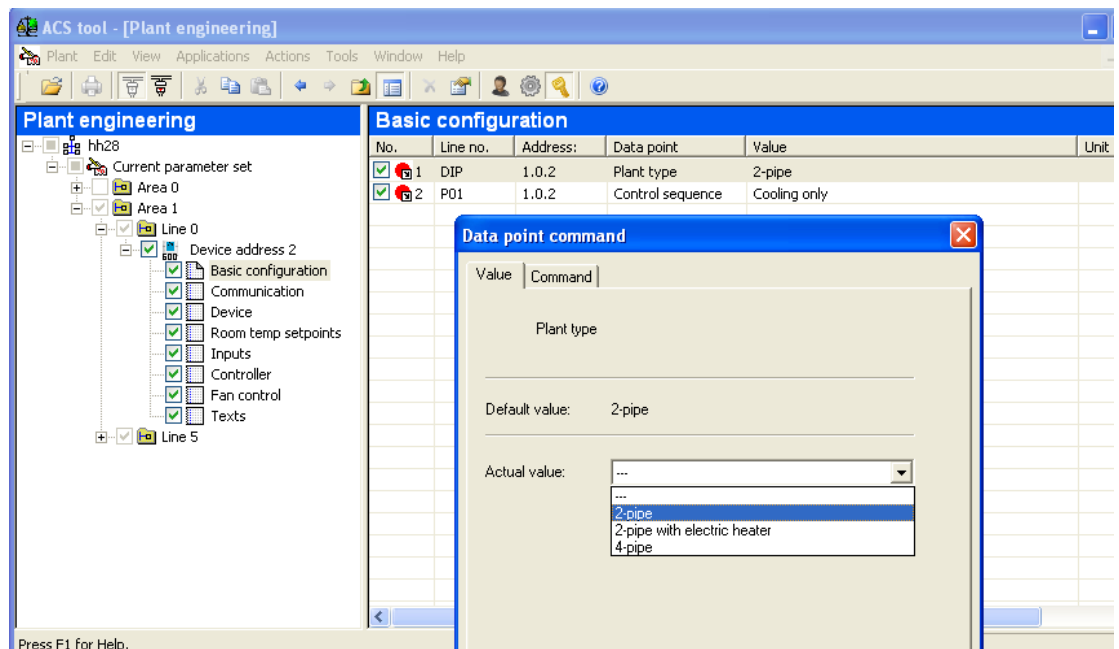 ACS tool - [Plant engineering]
Plant Edit View Applications Actions Tools Window Help
Plant engineering
hh28
Current parameter set
Area 0
Area 1
Line 0
Device address 2
Basic configuration
Communication
Device
Room temp setpoints
Inputs
Controller
Fan control
Texts
Line 5
Basic configuration
No. Line no. Address: Data point Value Unit
1 DIP 1.0.2 Plant type 2-pipe
2 P01 1.0.2 Control sequence Cooling only
Data point command
Value Command
Plant type
Default value: 2-pipe
Actual value: ---
---
2-pipe
2-pipe with electric heater
4-pipe
Press F1 for Help.